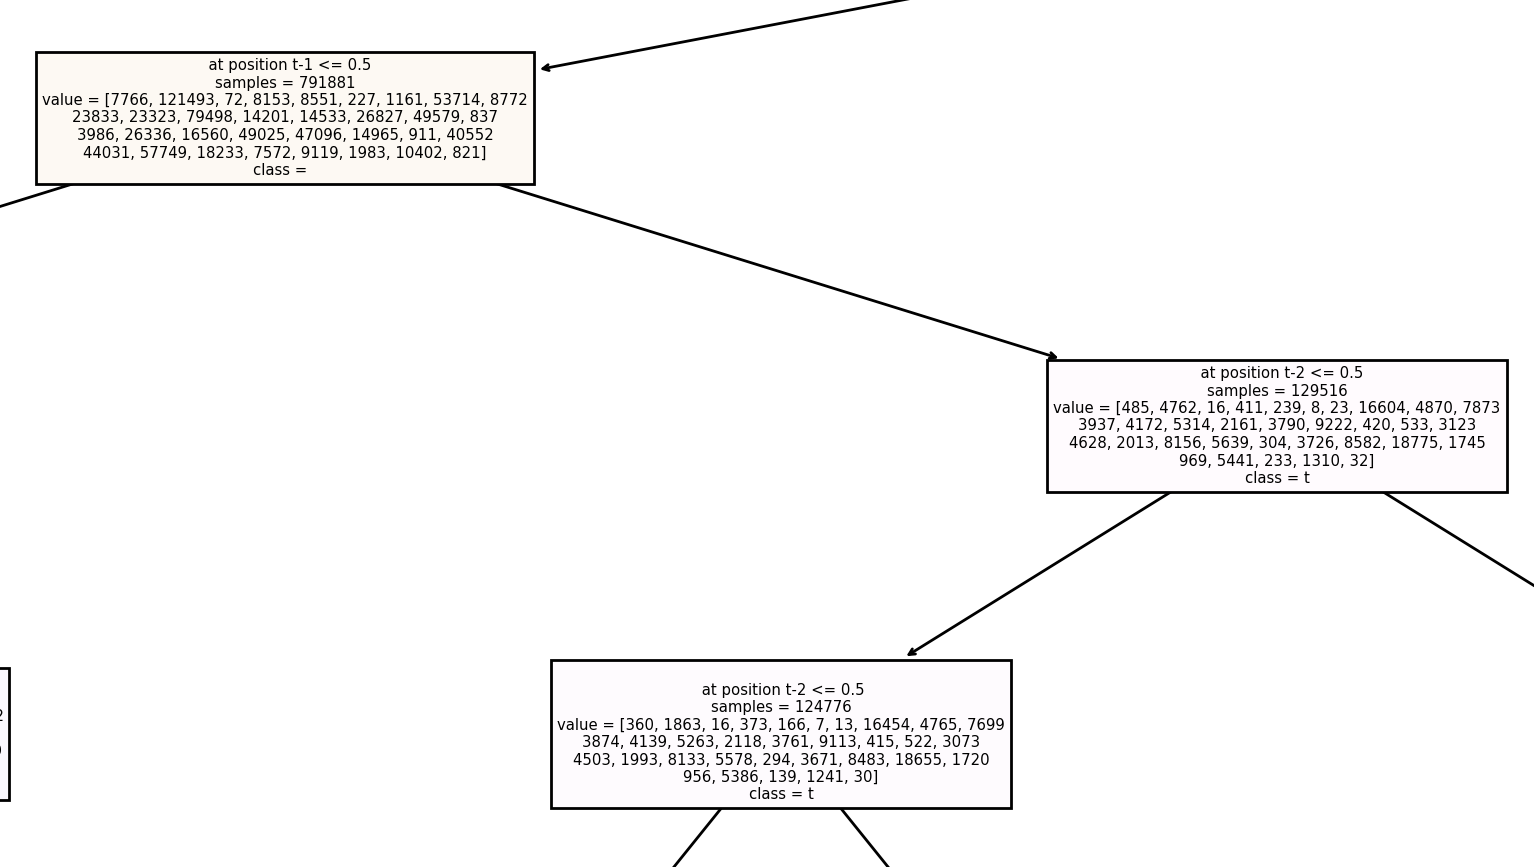 at position t-1 <= 0.5
samples = 791881
value = [7766, 121493, 72, 8153, 8551, 227, 1161, 53714, 8772
23833, 23323, 79498, 14201, 14533, 26827, 49579, 837
3986, 26336, 16560, 49025, 47096, 14965, 911, 40552
44031, 57749, 18233, 7572, 9119, 1983, 10402, 821]
class =
at position t-2 <= 0.5
samples = 129516
value = [485, 4762, 16, 411, 239, 8, 23, 16604, 4870, 7873
3937, 4172, 5314, 2161, 3790, 9222, 420, 533, 3123
4628, 2013, 8156, 5639, 304, 3726, 8582, 18775, 1745
969, 5441, 233, 1310, 32]
class = t
at position t-2 <= 0.5
samples = 124776
value = [360, 1863, 16, 373, 166, 7, 13, 16454, 4765, 7699
3874, 4139, 5263, 2118, 3761, 9113, 415, 522, 3073
4503, 1993, 8133, 5578, 294, 3671, 8483, 18655, 1720
956, 5386, 139, 1241, 30]
class = t